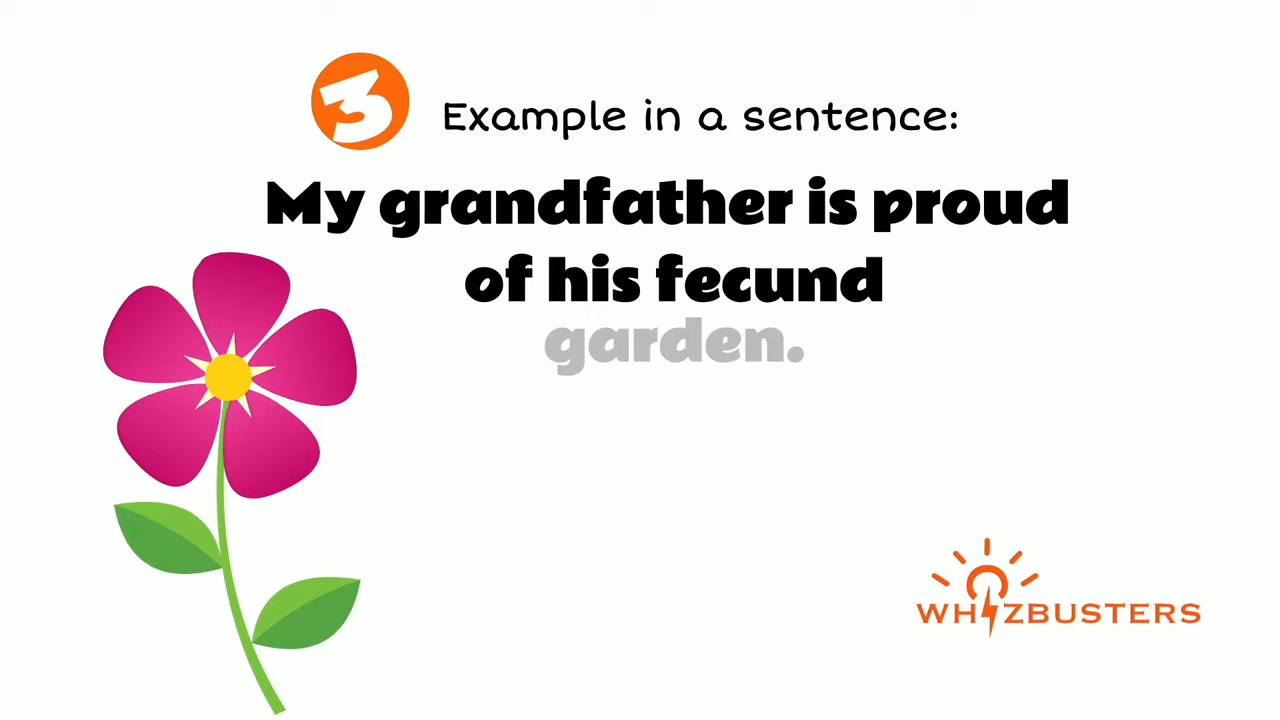 3 Example in a sentence:
My grandfather is proud
of his fecund
garden.
WHIZBUSTERS